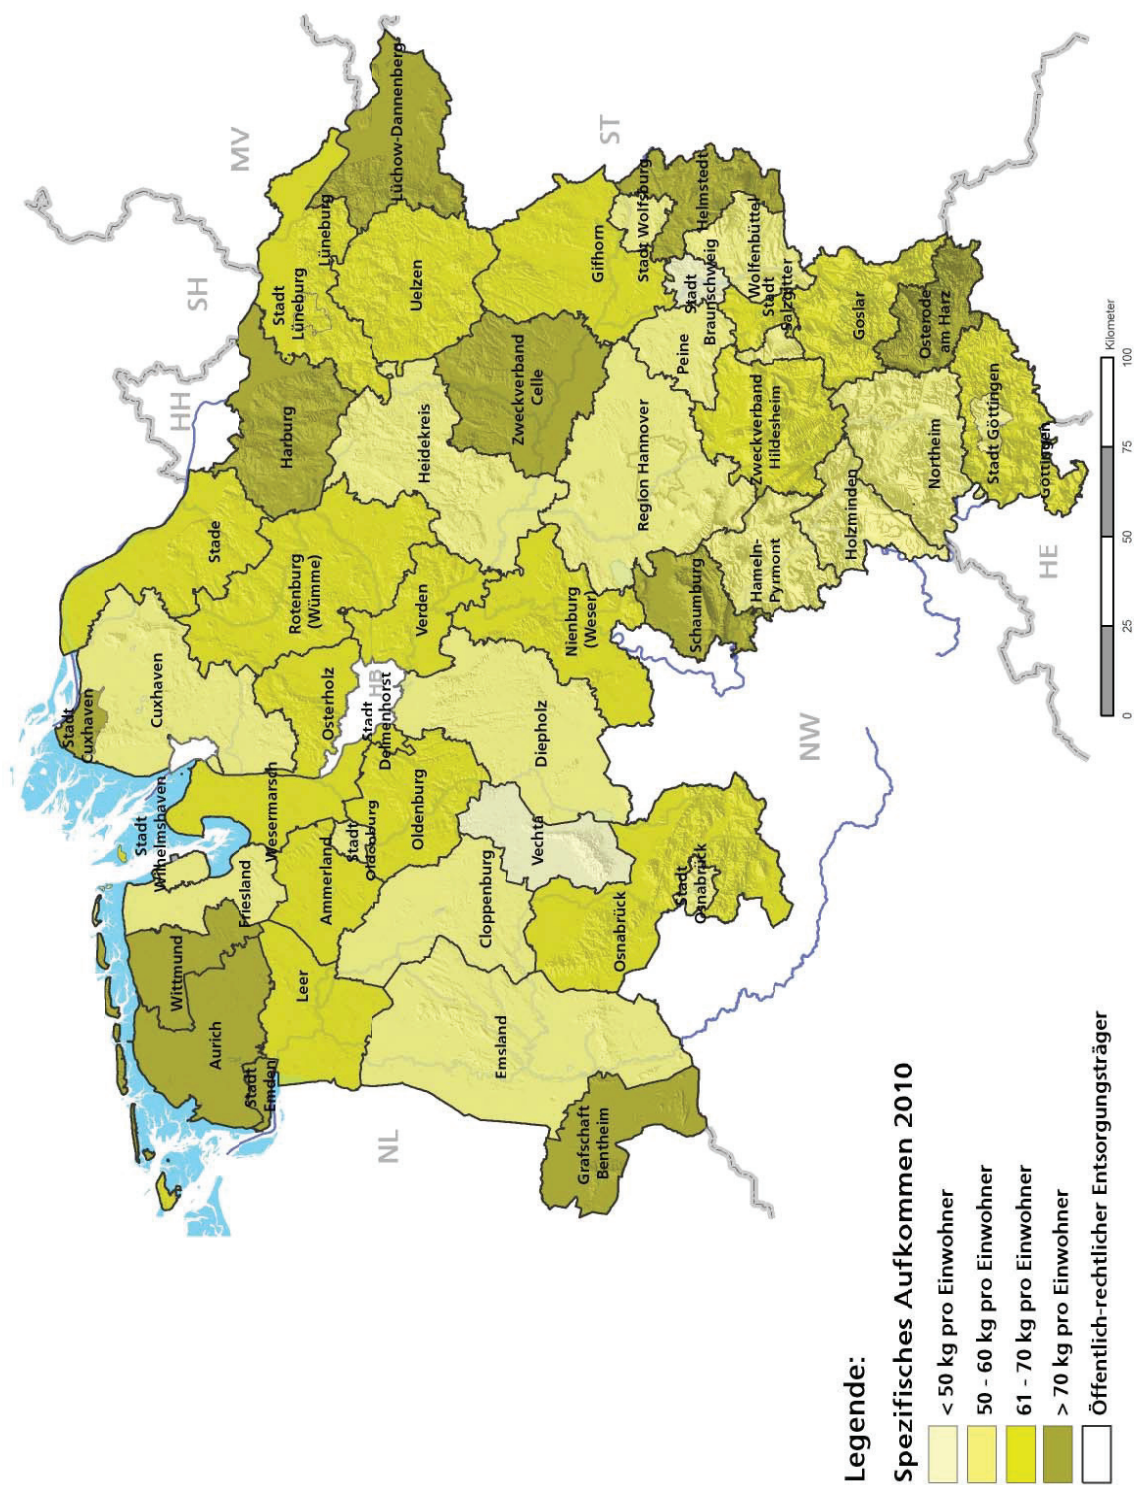 MV
SH
HH
ST
HB
NL
NW
HE
Stadt
Cuxhaven
Cuxhaven
Stade
Harburg
Stadt
Lüneburg
Lüneburg
Lüchow-Dannenberg
Uelzen
Stadt
Wilhelmshaven
Wittmund
Aurich
Friesland
Stadt
Emden
Leer
Ammerland
Wesermarsch
Osterholz
Rotenburg
(Wümme)
Heidekreis
Verden
Stadt
Delmenhorst
Stadt
Oldenburg
Oldenburg
Cloppenburg
Vechta
Diepholz
Nienburg
(Weser)
Zweckverband
Celle
Gifhorn
Stadt Wolfsburg
Helmstedt
Emsland
Grafschaft
Bentheim
Osnabrück
Stadt
Osnabrück
Schaumburg
Region Hannover
Peine
Stadt
Braunschweig
Wolfenbüttel
Stadt
Salzgitter
Hameln-
Pyrmont
Zweckverband
Hildesheim
Holzminden
Goslar
Northeim
Osterode
am Harz
Stadt Göttingen
Göttingen
Legende:
Spezifisches Aufkommen 2010
< 50 kg pro Einwohner
50 - 60 kg pro Einwohner
61 - 70 kg pro Einwohner
> 70 kg pro Einwohner
Öffentlich-rechtlicher Entsorgungsträger
0 25 50 75 100
Kilometer